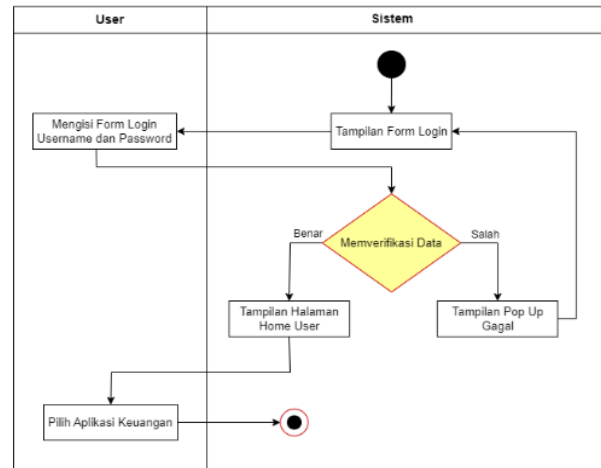 User
Sistem
Mengisi Form Login
Username dan Password
Tampilan Form Login
Benar
Memverifikasi Data
Salah
Tampilan Halaman
Home User
Tampilan Pop Up
Gagal
Pilih Aplikasi Keuangan